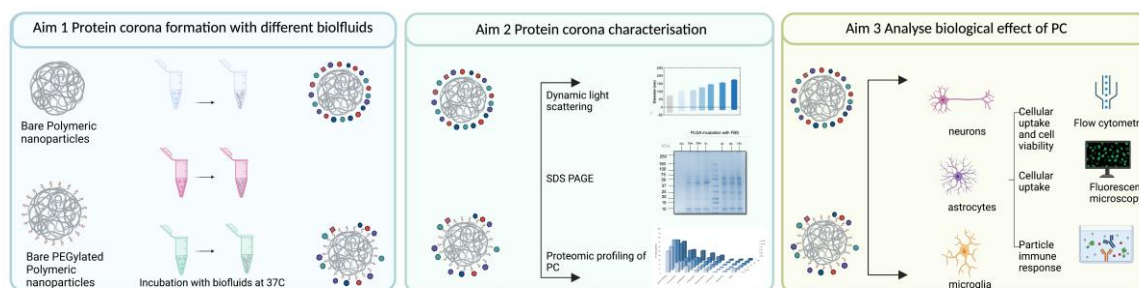 Aim 1 Protein corona formation with different biolfluids
Bare Polymeric
nanoparticles
Bare PEGylated
Polymeric
nanoparticles
Incubation with biofluids at 37C
Aim 2 Protein corona characterisation
Dynamic light
scattering
SDS PAGE
Proteomic profiling of
PC
Aim 3 Analyse biological effect of PC
neurons
astrocytes
microglia
Cellular
uptake
and cell
viability
Cellular
uptake
Particle
immune
response
Flow cytometr
Fluorescen
microscop